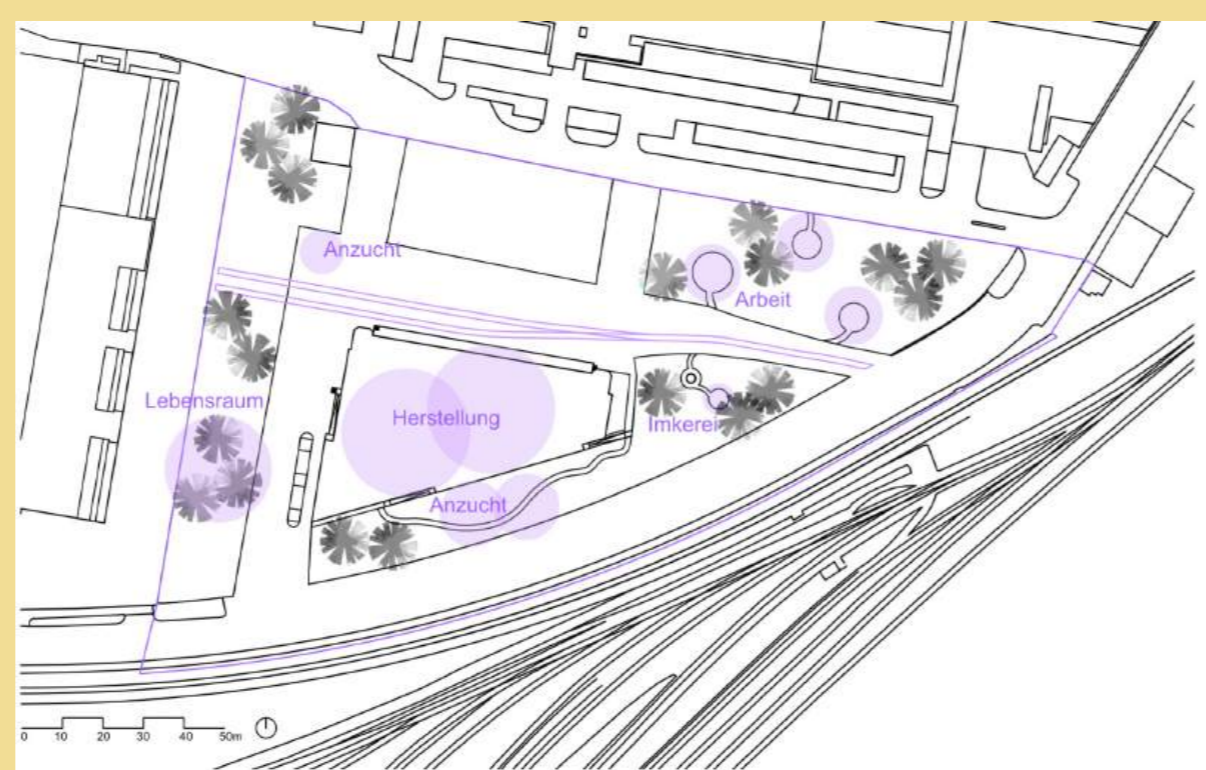 Anzucht
Arbeit
Lebensraum
Herstellung
Imkerei
Anzucht
0 10 20 30 40 50m